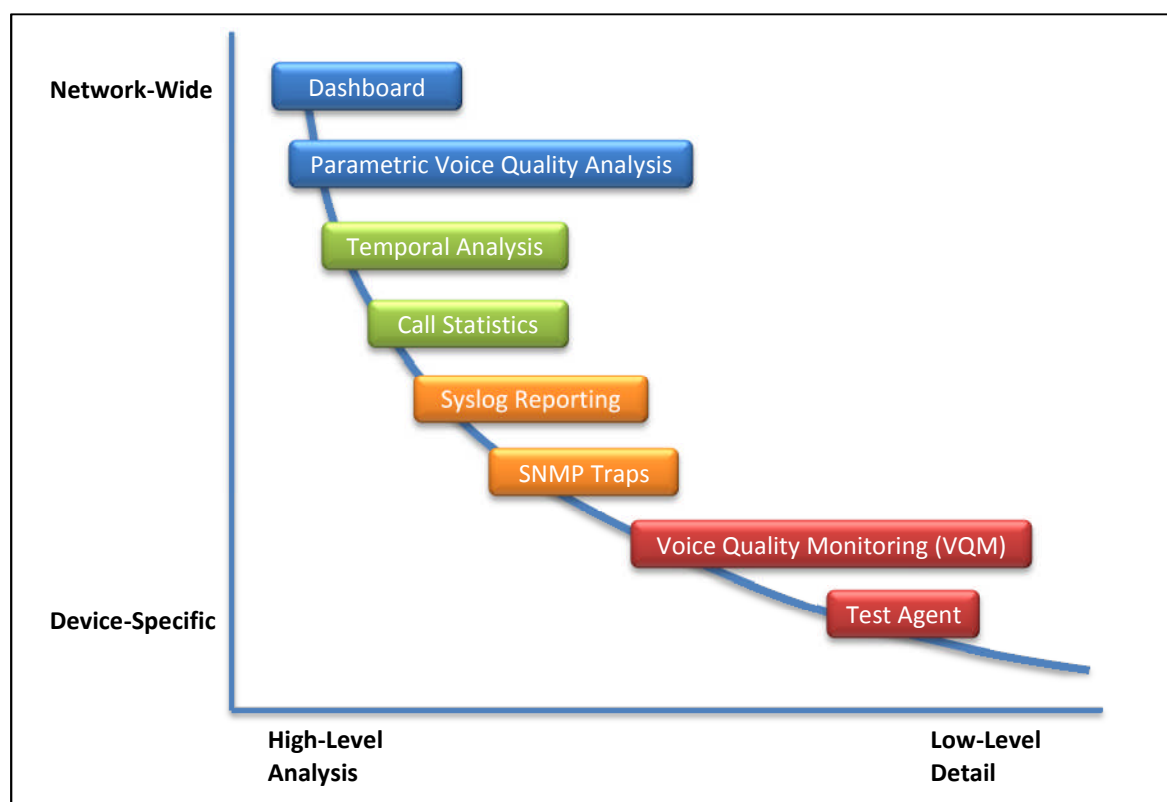 Network-Wide
Dashboard
Parametric Voice Quality Analysis
Temporal Analysis
Call Statistics
Syslog Reporting
SNMP Traps
Voice Quality Monitoring (VQM)
Test Agent
Device-Specific
High-Level
Analysis
Low-Level
Detail